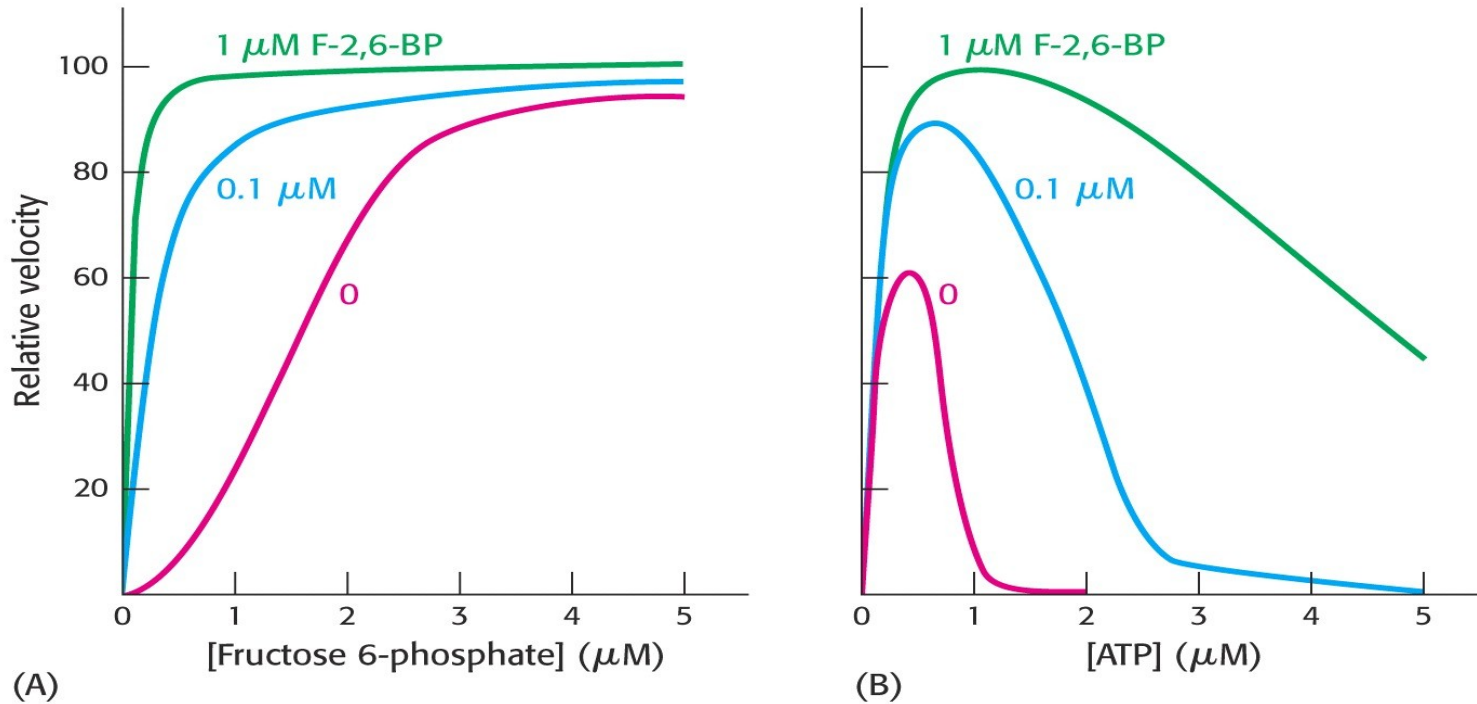 1 μM F-2,6-BP
0.1 μM
0
Relative velocity
100
80
60
40
20
0 1 2 3 4 5
[Fructose 6-phosphate] (μM)
(A)
1 μM F-2,6-BP
0.1 μM
0
0 1 2 3 4 5
[ATP] (μM)
(B)